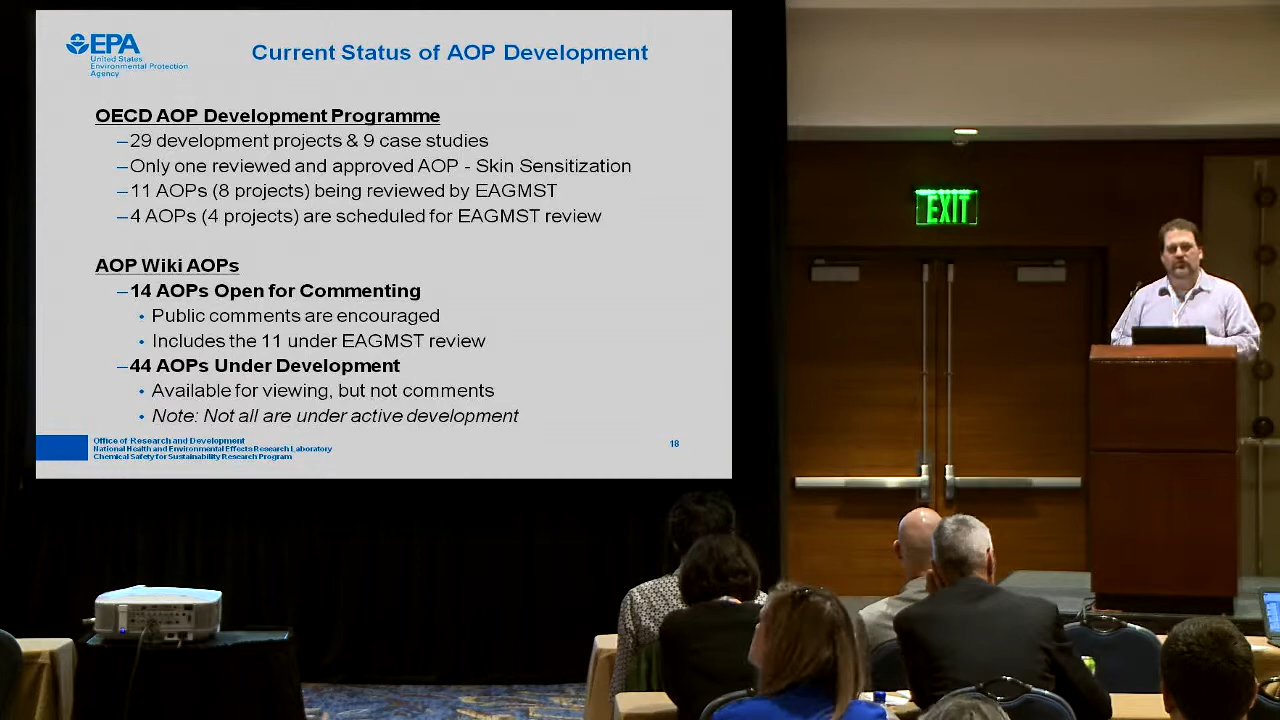 EPA
United States
Environmental Protection
Agency
Current Status of AOP Development
OECD AOP Development Programme
–29 development projects & 9 case studies
–Only one reviewed and approved AOP - Skin Sensitization
–11 AOPs (8 projects) being reviewed by EAGMST
–4 AOPs (4 projects) are scheduled for EAGMST review
AOP Wiki AOPs
–14 AOPs Open for Commenting
• Public comments are encouraged
• Includes the 11 under EAGMST review
–44 AOPs Under Development
• Available for viewing, but not comments
• Note: Not all are under active development
Office of Research and Development
National Health and Environmental Effects Research Laboratory
Chemical Safety for Sustainability Research Program
18
EXIT